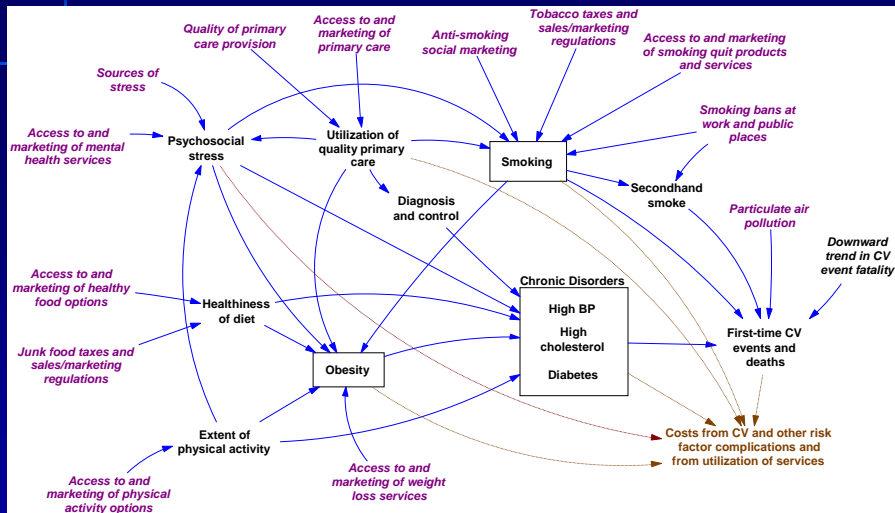 Quality of primary
care provision
Access to and
marketing of
primary care
Anti-smoking
social marketing
Tobacco taxes and
sales/marketing
regulations
Access to and marketing
of smoking quit products
and services
Sources of
stress
Smoking bans at
work and public
places
Access to and
marketing of mental
health services
Psychosocial
stress
Utilization of
quality primary
care
Smoking
Secondhand
smoke
Diagnosis
and control
Particulate air
pollution
Downward
trend in CV
event fatality
Access to and
marketing of healthy
food options
Healthiness
of diet
Chronic Disorders
High BP
High
cholesterol
Diabetes
First-time CV
events and
deaths
Junk food taxes and
sales/marketing
regulations
Obesity
Extent of
physical activity
Costs from CV and other risk
factor complications and
from utilization of services
Access to and
marketing of physical
activity options
Access to and
marketing of weight
loss services